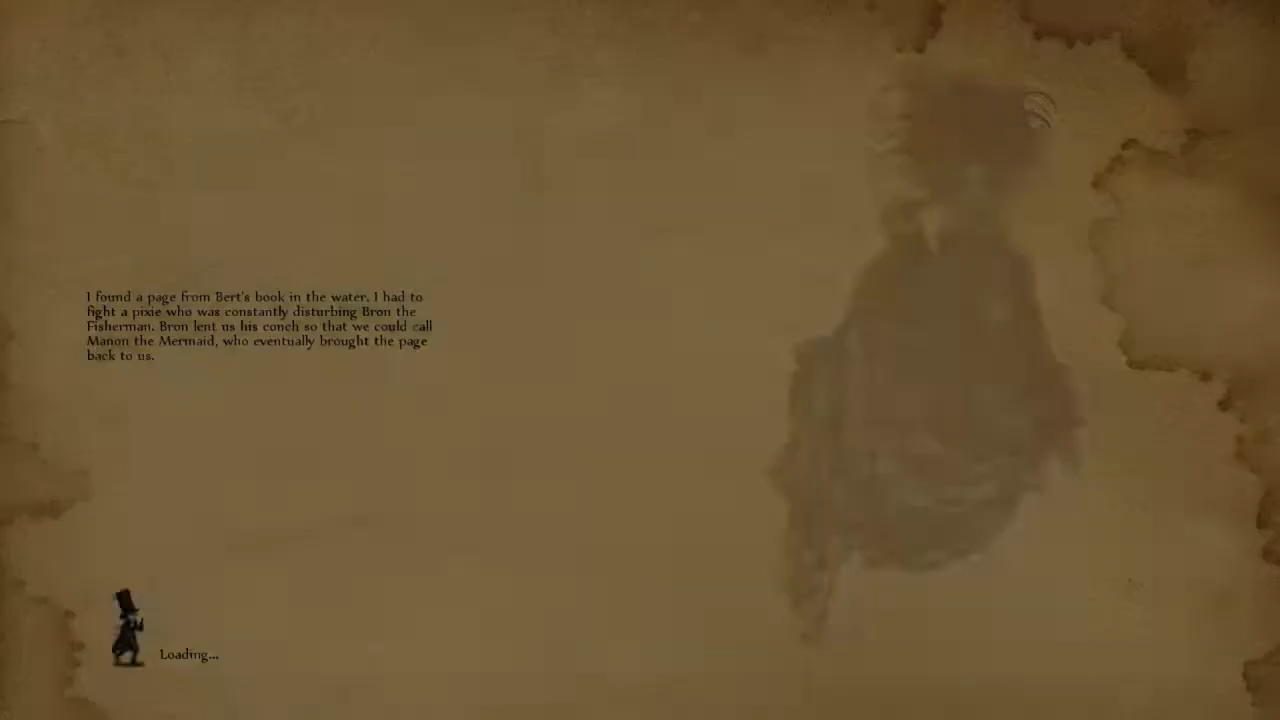 I found a page from Bert's book in the water. I had to
fight a pixie who was constantly disturbing Bron the
Fisherman. Bron lent us his conch so that we could call
Manon the Mermaid, who eventually brought the page
back to us.
Loading...